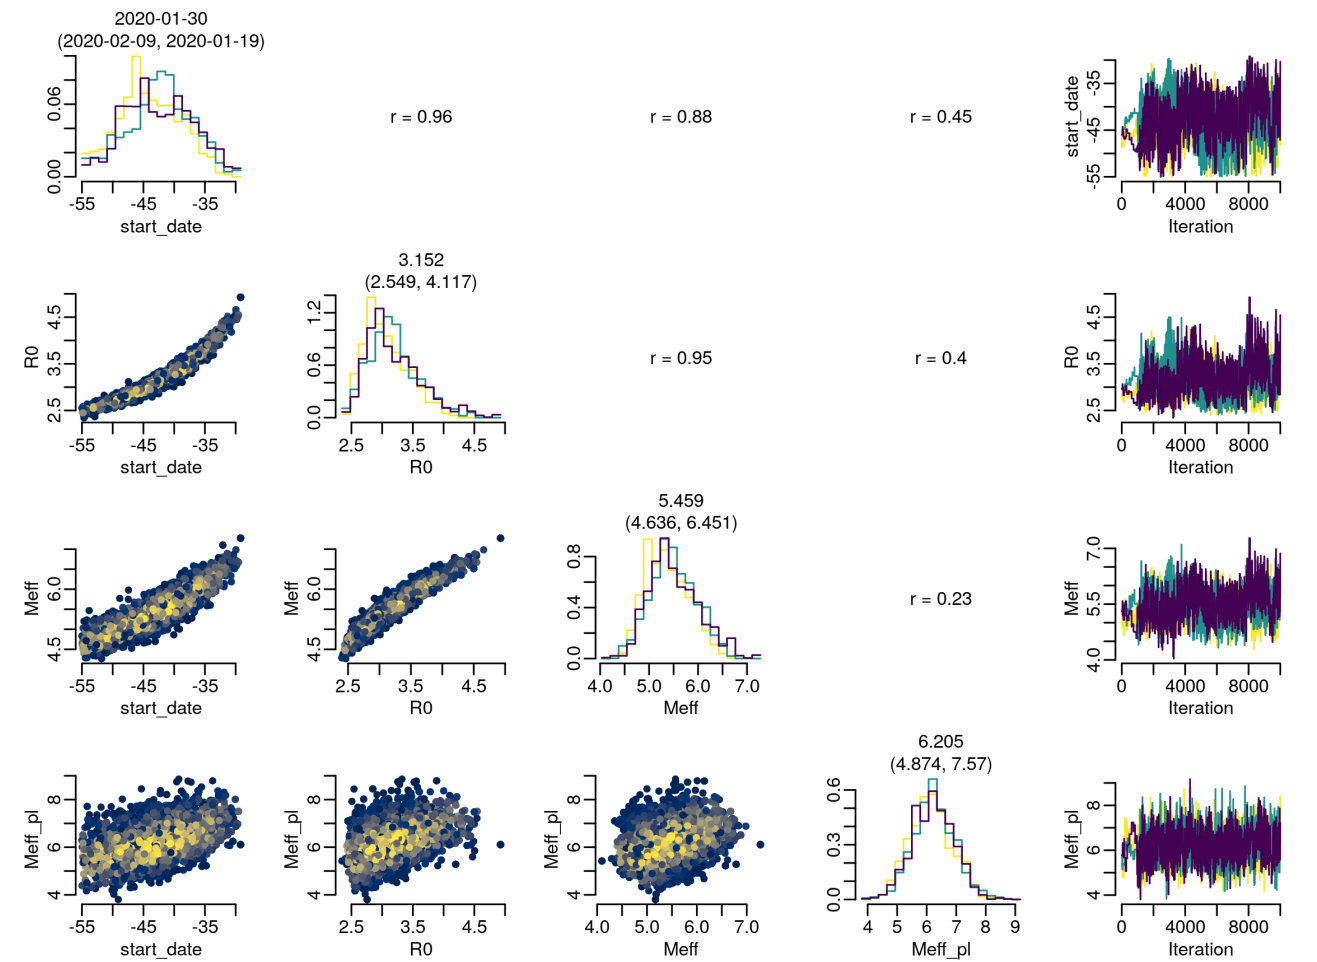 2020-01-30
(2020-02-09, 2020-01-19)
0.00 0.06
-55 -45 -35
start_date
r = 0.96
r = 0.88
r = 0.45
start_date
-55 -45 -35
0 4000 8000
Iteration
R0
2.5 3.5 4.5
-55 -45 -35
start_date
3.152
(2.549, 4.117)
0.0 0.6 1.2
2.5 3.5 4.5
R0
r = 0.95
r = 0.4
R0
2.5 3.5 4.5
0 4000 8000
Iteration
Meff
4.5 6.0
-55 -45 -35
start_date
Meff
4.5 6.0
2.5 3.5 4.5
R0
5.459
(4.636, 6.451)
0.0 0.4 0.8
4.0 5.0 6.0 7.0
Meff
r = 0.23
Meff
4.0 5.5 7.0
0 4000 8000
Iteration
Meff_pl
4 6 8
-55 -45 -35
start_date
Meff_pl
4 6 8
2.5 3.5 4.5
R0
Meff_pl
4 6 8
4.0 5.0 6.0 7.0
Meff
6.205
(4.874, 7.57)
0.0 0.3 0.6
4 5 6 7 8 9
Meff_pl
Meff_pl
4 6 8
0 4000 8000
Iteration